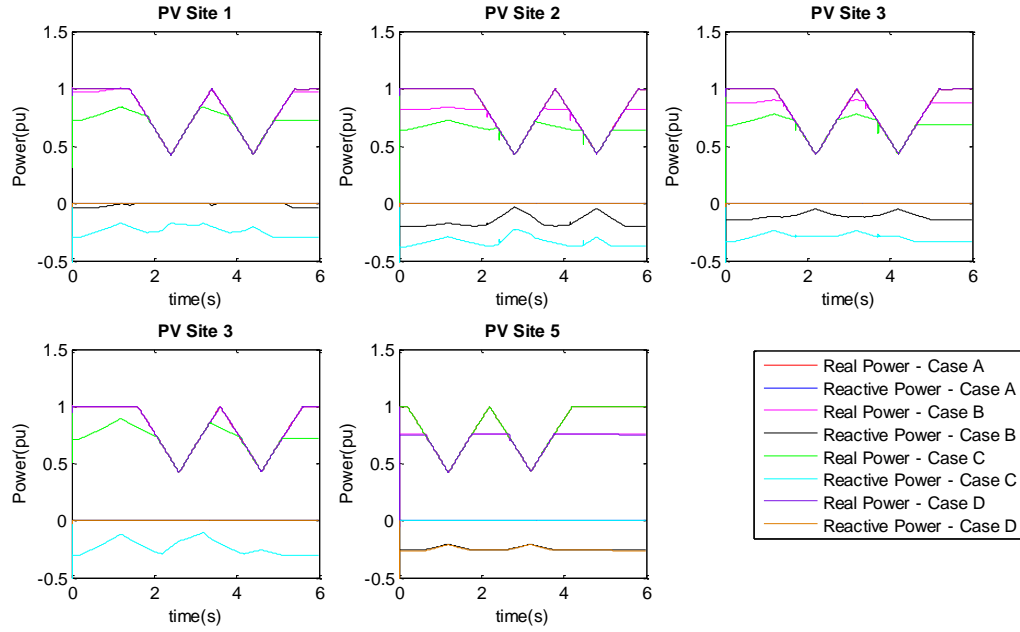 PV Site 1
PV Site 2
PV Site 3
1.5
1
0.5
0
-0.5
Power(pu)
0 2 4 6
time(s)
1.5
1
0.5
0
-0.5
Power(pu)
0 2 4 6
time(s)
1.5
1
0.5
0
-0.5
Power(pu)
0 2 4 6
time(s)
PV Site 3
PV Site 5
1.5
1
0.5
0
-0.5
Power(pu)
0 2 4 6
time(s)
1.5
1
0.5
0
-0.5
Power(pu)
0 2 4 6
time(s)
Real Power - Case A
Reactive Power - Case A
Real Power - Case B
Reactive Power - Case B
Real Power - Case C
Reactive Power - Case C
Real Power - Case D
Reactive Power - Case D